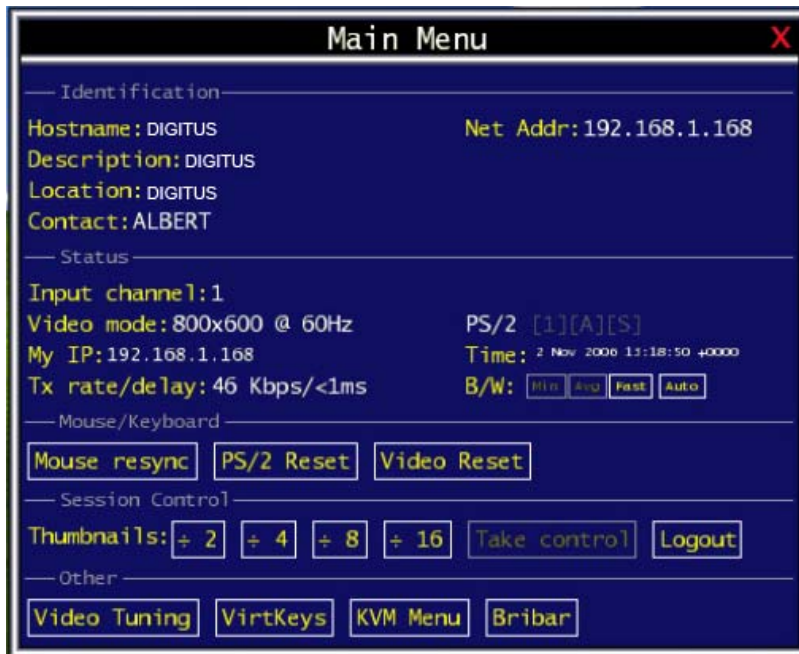 Main Menu X
Identification
Hostname: DIGITUS Net Addr: 192.168.1.168
Description: DIGITUS
Location: DIGITUS
Contact: ALBERT
Status
Input channel: 1
Video mode: 800x600 @ 60Hz PS/2 [1][A][S]
My IP: 192.168.1.168 Time: 2 Nov 2006 13:18:50 +0000
Tx rate/delay: 46 Kbps/<1ms B/W: Min Avg Fast Auto
Mouse/Keyboard
Mouse resync PS/2 Reset Video Reset
Session Control
Thumbnails: ÷ 2 ÷ 4 ÷ 8 ÷ 16 Take control Logout
Other
Video Tuning VirtKeys KVM Menu Bribar